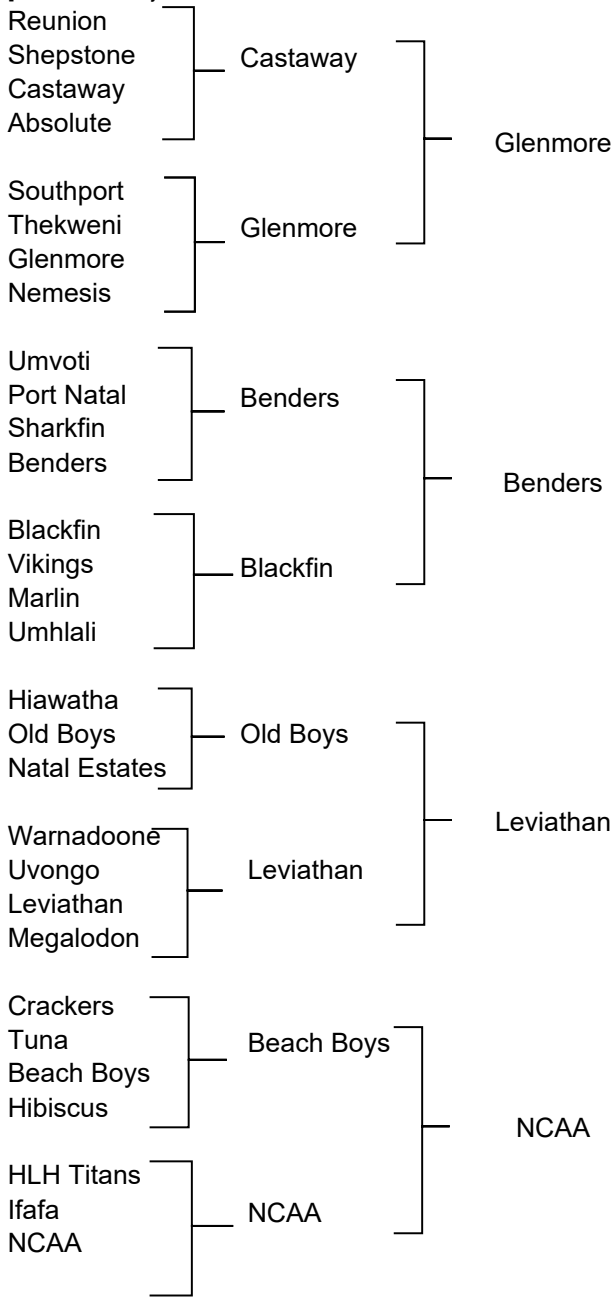 Reunion
Shepstone
Castaway
Absolute
Castaway
Glenmore
Southport
Thekweni
Glenmore
Nemesis
Glenmore
Umvoti
Port Natal
Sharkfin
Benders
Benders
Benders
Blackfin
Vikings
Marlin
Umhlali
Blackfin
Hiawatha
Old Boys
Natal Estates
Old Boys
Leviathan
Warnadoone
Uvongo
Leviathan
Megalodon
Leviathan
Crackers
Tuna
Beach Boys
Hibiscus
Beach Boys
NCAA
HLH Titans
Ifafa
NCAA
NCAA